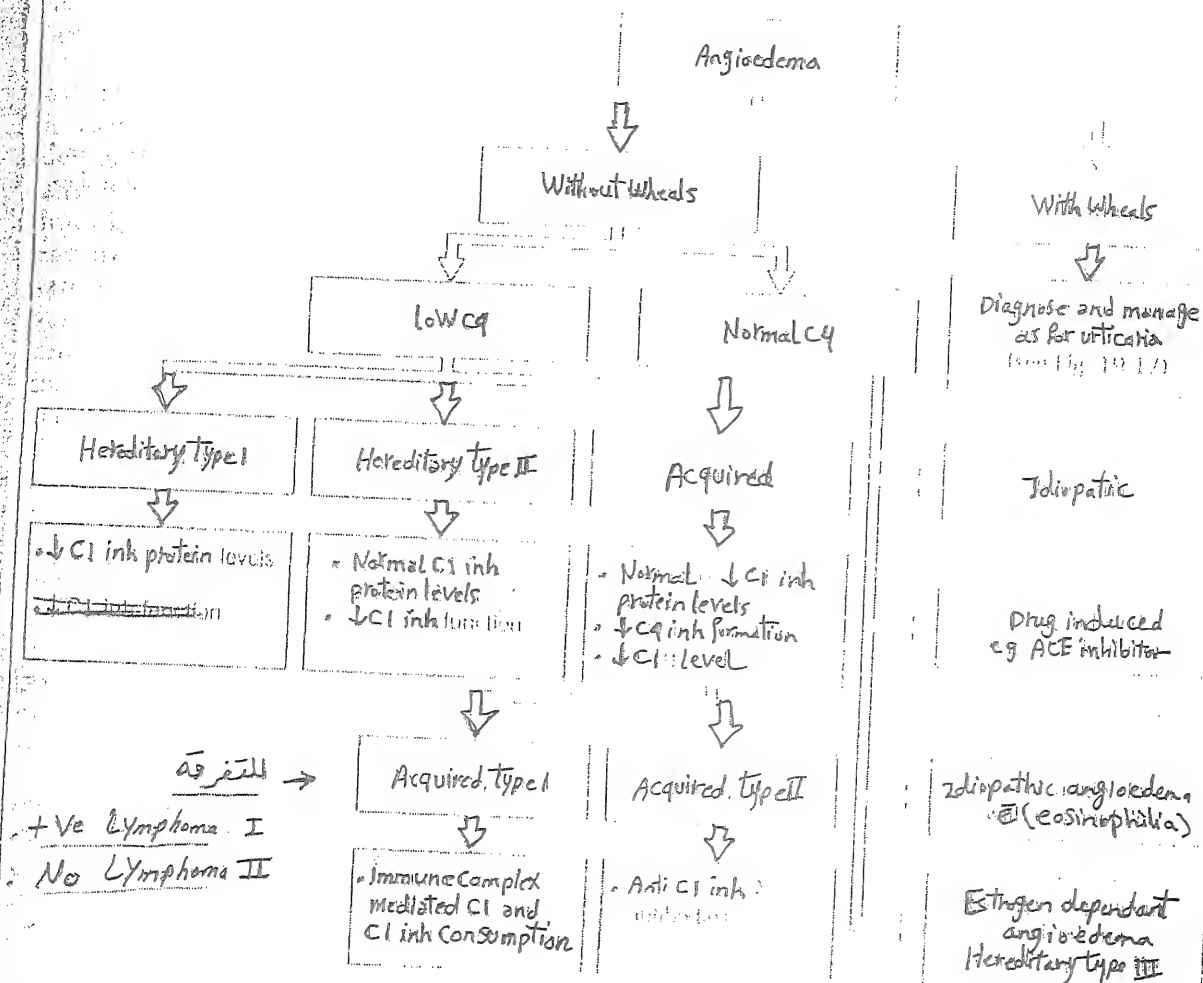 Angioedema
Without Wheals
With Wheals
low C4
Normal C4
Diagnose and manage
as for urticaria
Hereditary Type I
Hereditary type II
Acquired
Idiopathic
• ↓ C1 inh protein levels
• ↓ C1 inh function
• Normal C1 inh
protein levels
• ↓ C1 inh function
• Normal ↓ C1 inh
protein levels
• ↓ C4 inh formation
• ↓ C1 level
Drug induced
eg ACE inhibitor
للتفرقة →
+ Ve Lymphoma I
No Lymphoma II
Acquired Type I
Acquired Type II
Idiopathic angioedema
(eosinophilia)
• Immune Complex
mediated C1 and
C1 inh Consumption
• Anti C1 inh
Estrogen dependant
angioedema
Hereditary type III